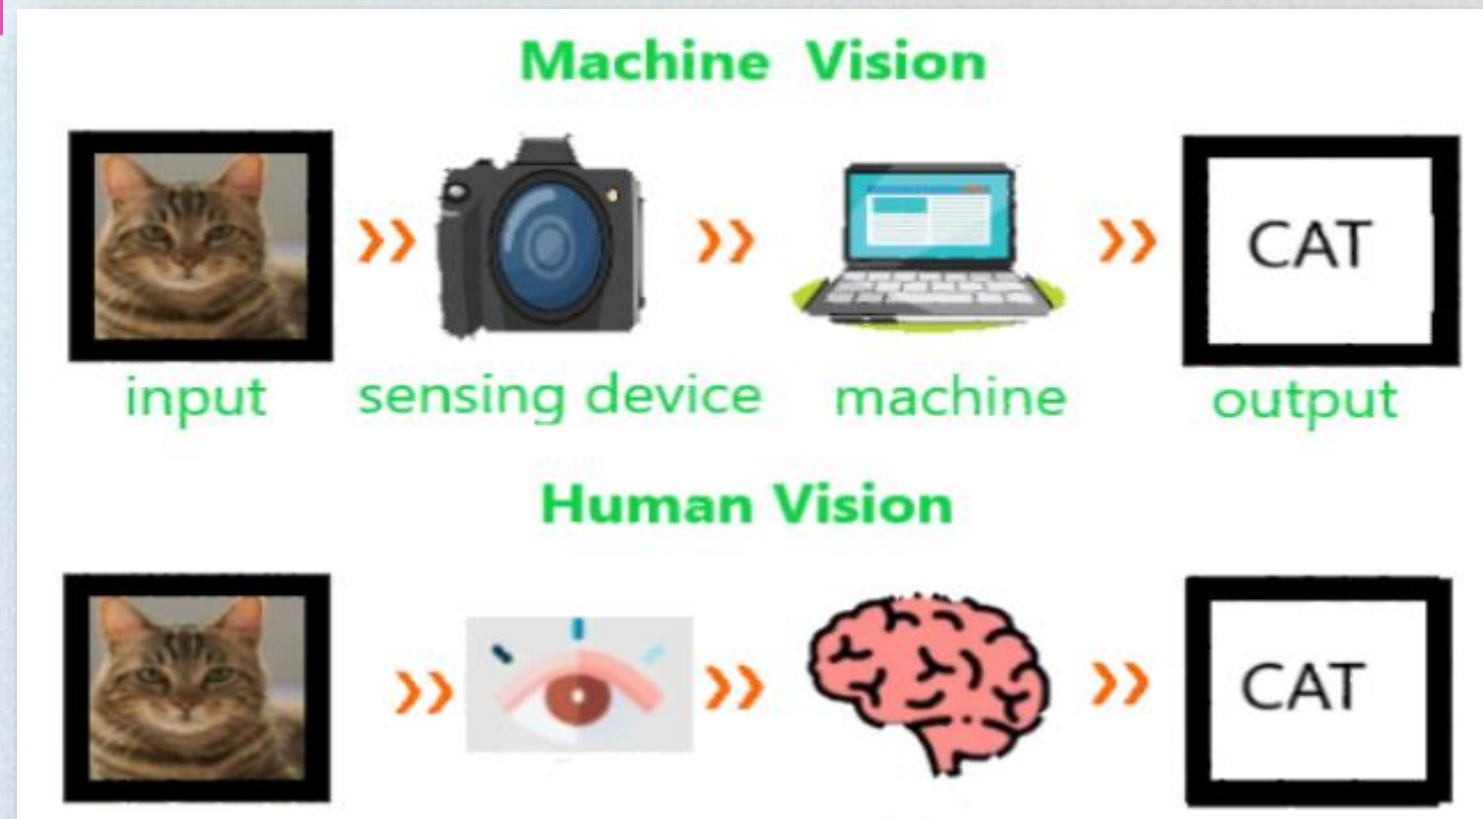 Machine Vision
CAT
input sensing device machine output
Human Vision
CAT